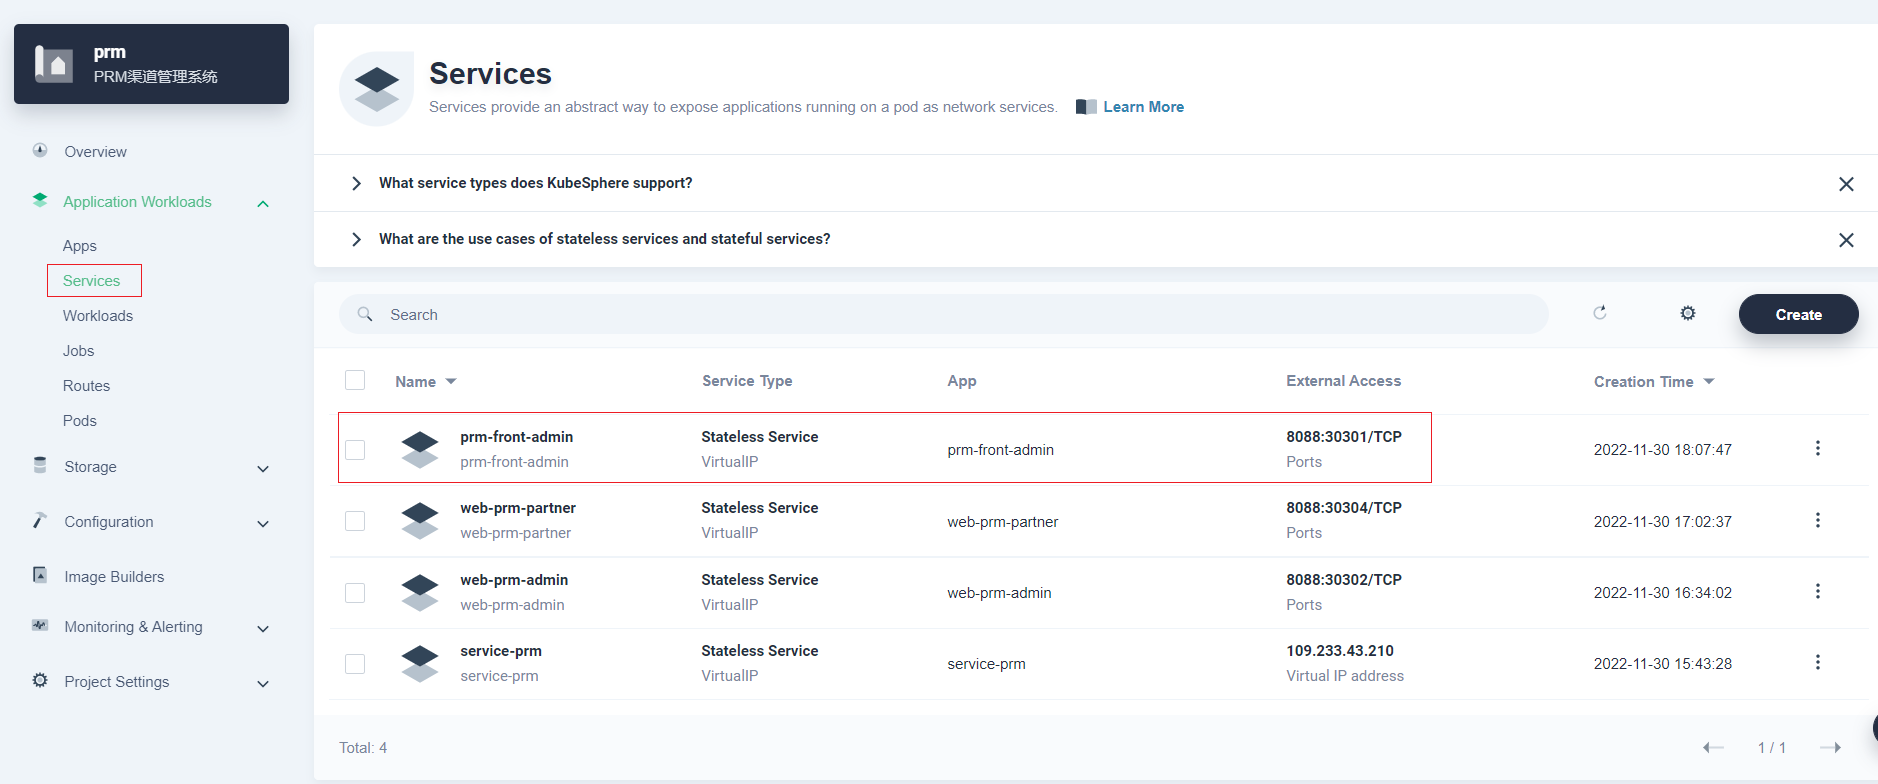 prm
PRM渠道管理系统
Overview
Application Workloads
Apps
Services
Workloads
Jobs
Routes
Pods
Storage
Configuration
Image Builders
Monitoring & Alerting
Project Settings
Services
Services provide an abstract way to expose applications running on a pod as network services. Learn More
What service types does KubeSphere support?
What are the use cases of stateless services and stateful services?
Search
Create
Name Service Type App External Access Creation Time
prm-front-admin Stateless Service 8088:30301/TCP
prm-front-admin VirtualIP prm-front-admin Ports 2022-11-30 18:07:47
web-prm-partner Stateless Service 8088:30304/TCP
web-prm-partner VirtualIP web-prm-partner Ports 2022-11-30 17:02:37
web-prm-admin Stateless Service 8088:30302/TCP
web-prm-admin VirtualIP web-prm-admin Ports 2022-11-30 16:34:02
service-prm Stateless Service 109.233.43.210
service-prm VirtualIP service-prm Virtual IP address 2022-11-30 15:43:28
Total: 4
1 / 1